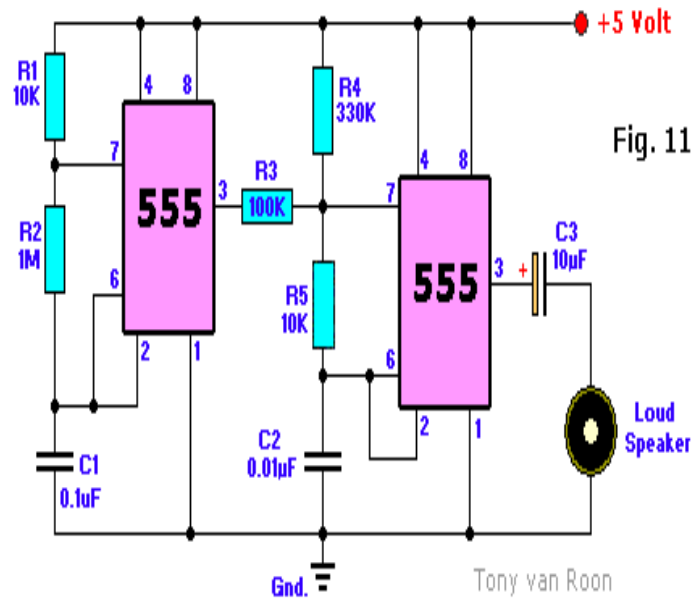 +5 Volt
R1
10K
4
8
R4
330K
Fig. 11
7
R3
3
100K
4
8
555
7
R2
1M
6
C3
10µF
3
+
555
R5
10K
2
1
6
Loud
Speaker
2
1
C2
0.01µF
C1
0.1uF
Gnd.
Tony van Roon